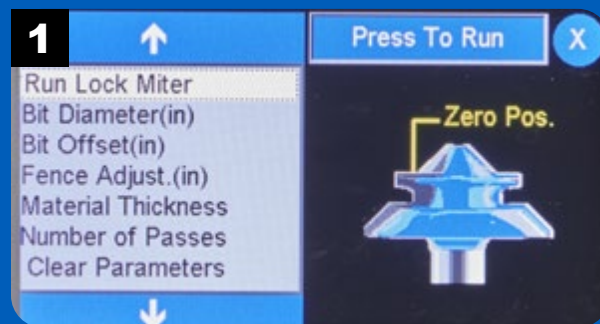 1
Press To Run
X
Run Lock Miter
Bit Diameter(in)
Bit Offset(in)
Fence Adjust.(in)
Material Thickness
Number of Passes
Clear Parameters
Zero Pos.